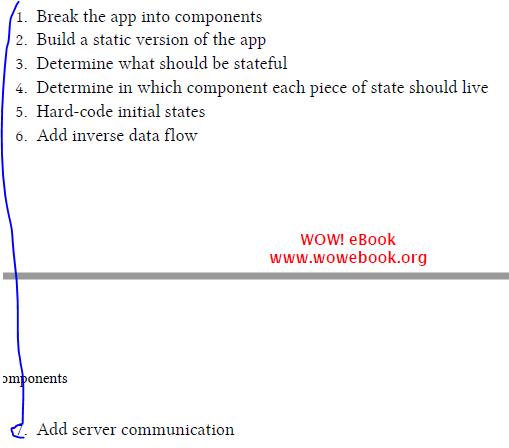 1. Break the app into components
2. Build a static version of the app
3. Determine what should be stateful
4. Determine in which component each piece of state should live
5. Hard-code initial states
6. Add inverse data flow
WOW! eBook
www.wowebook.org
omponents
7. Add server communication